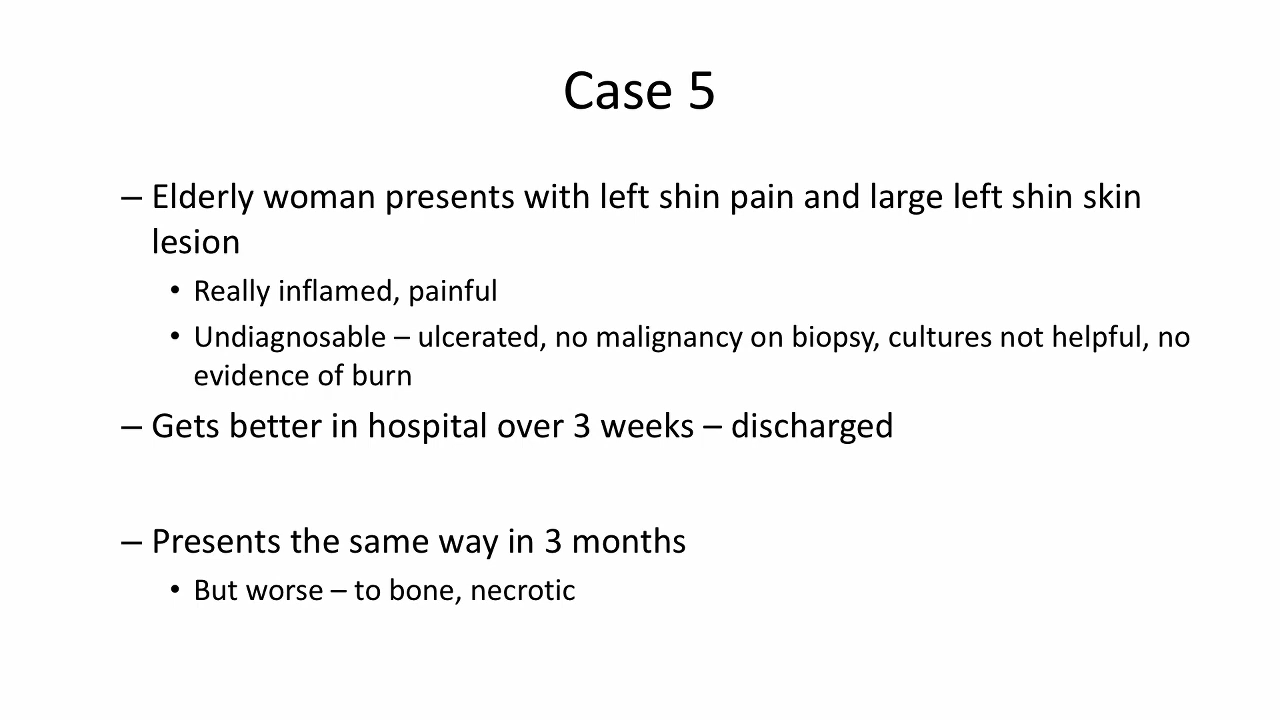 Case 5
– Elderly woman presents with left shin pain and large left shin skin
lesion
• Really inflamed, painful
• Undiagnosable – ulcerated, no malignancy on biopsy, cultures not helpful, no
evidence of burn
– Gets better in hospital over 3 weeks – discharged
– Presents the same way in 3 months
• But worse – to bone, necrotic